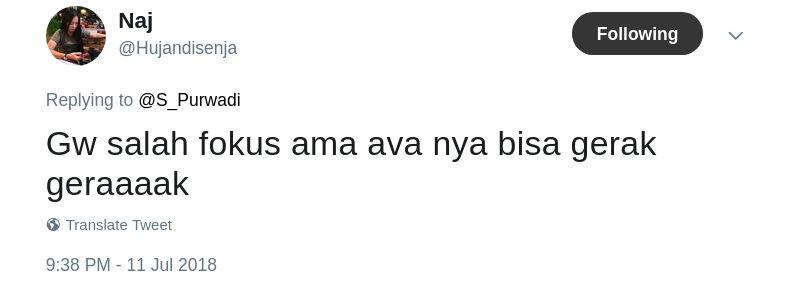 Naj
@Hujandisenja
Following
Replying to @S_Purwadi
Gw salah fokus ama ava nya bisa gerak
geraaaak
Translate Tweet
9:38 PM - 11 Jul 2018